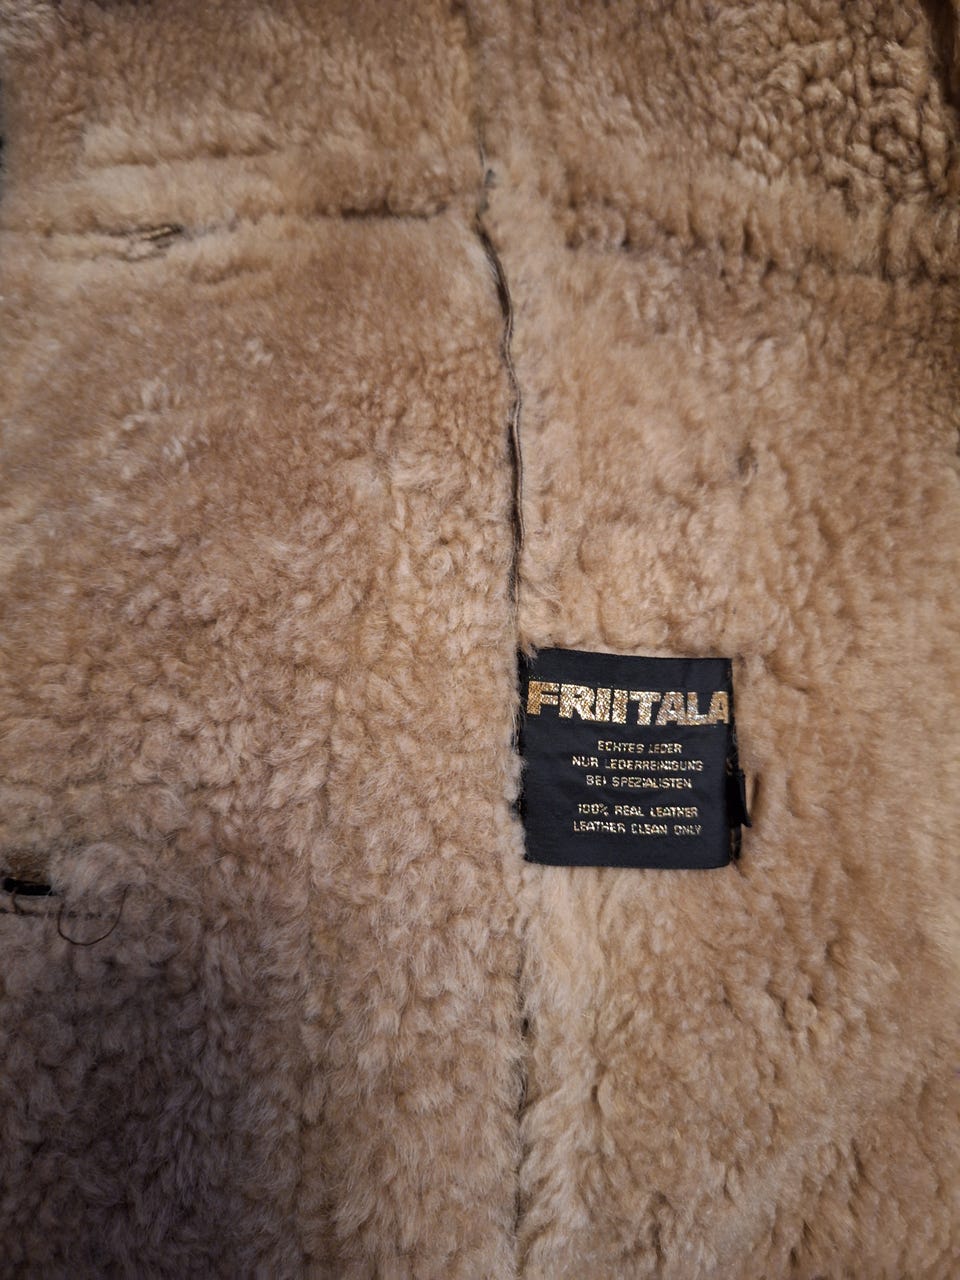 FRIITALA
ECHTES LEDER
NUR LEDERREINIGUNG
BEI SPEZIALISTEN
100% REAL LEATHER
LEATHER CLEAN ONLY